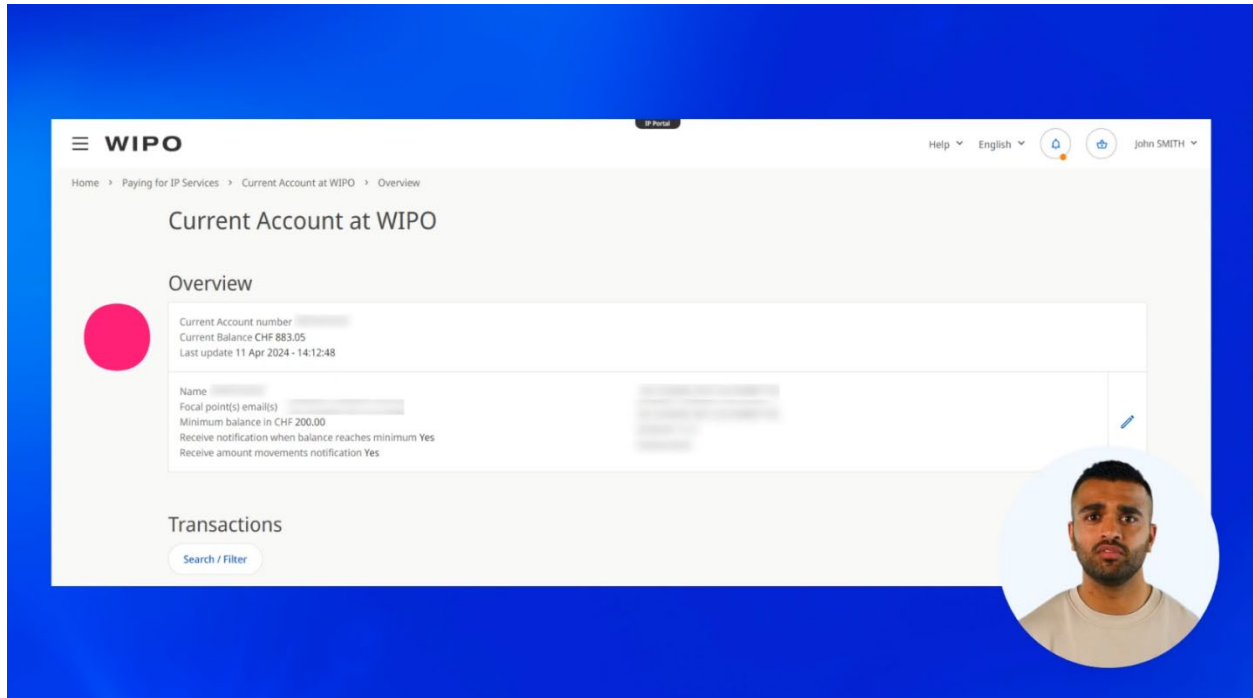 IP Portal
WIPO
Help English John SMITH
Home > Paying for IP Services > Current Account at WIPO > Overview
Current Account at WIPO
Overview
Current Account number
Current Balance CHF 883.05
Last update 11 Apr 2024 - 14:12:48
Name
Focal point(s) email(s)
Minimum balance in CHF 200.00
Receive notification when balance reaches minimum Yes
Receive amount movements notification Yes
Transactions
Search / Filter